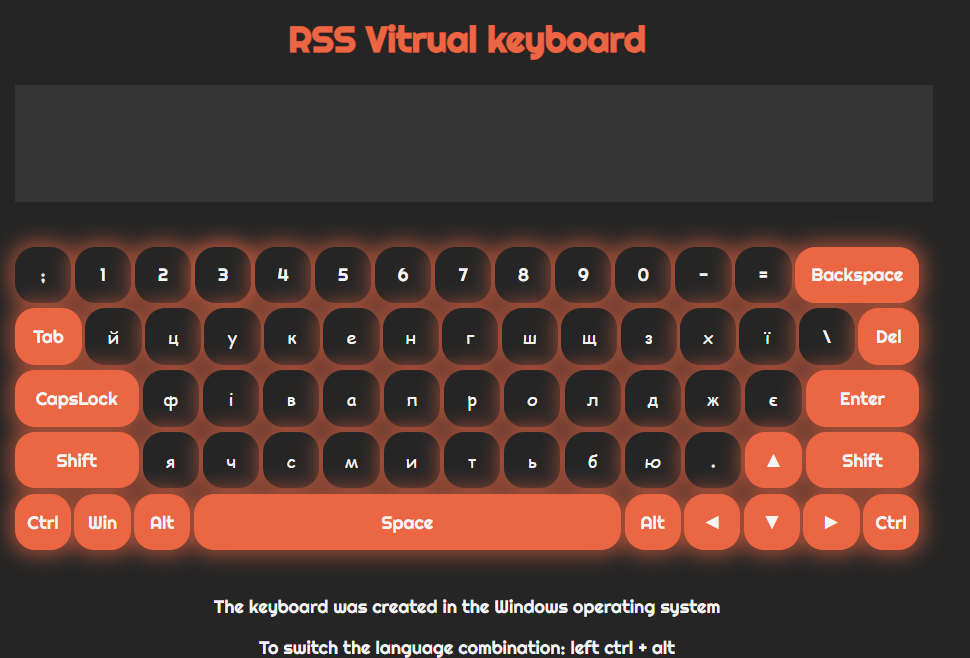 RSS Vitrual keyboard
; 1 2 3 4 5 6 7 8 9 0 - = Backspace
Tab й ц у к е н г ш щ з х ї \ Del
CapsLock ф і в а п р о л д ж є Enter
Shift я ч с м и т ь б ю . ▲ Shift
Ctrl Win Alt Space Alt ◄ ▼ ► Ctrl
The keyboard was created in the Windows operating system
To switch the language combination: left ctrl + alt